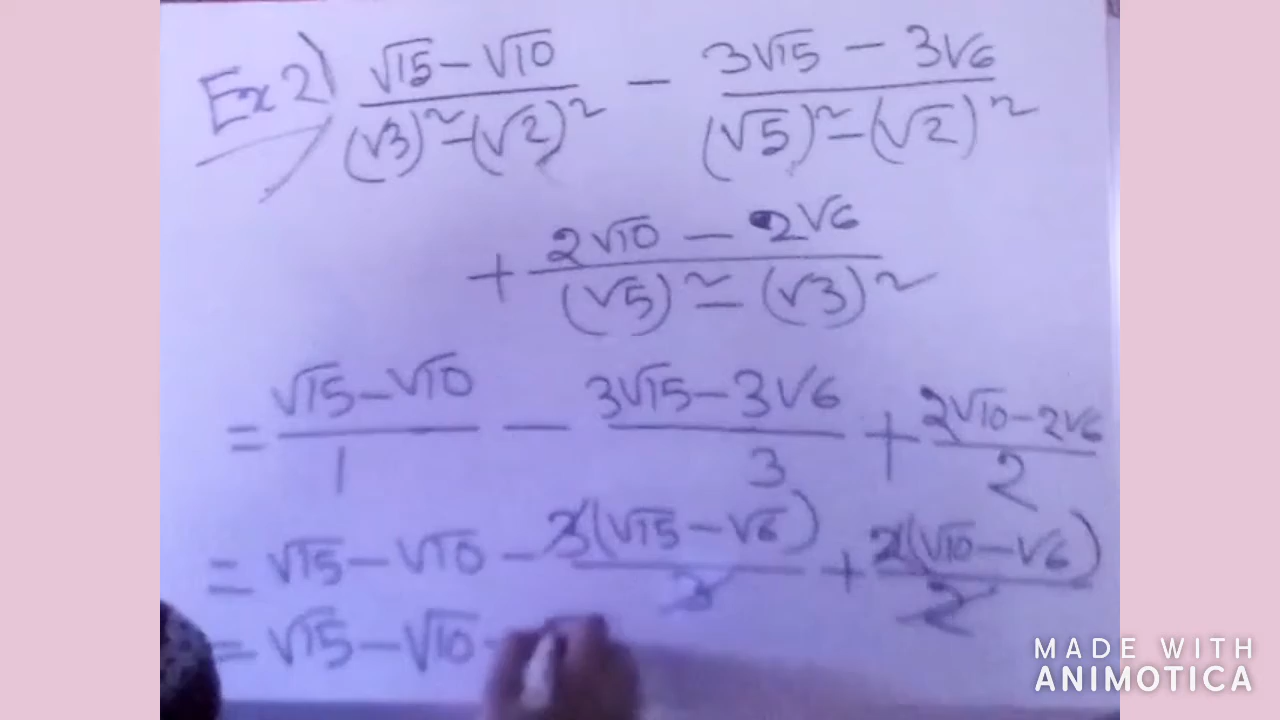 Ex 2) (√15 − √10)/((√3)² − (√2)²) − (3√15 − 3√6)/((√5)² − (√2)²)
+ (2√10 − 2√6)/((√5)² − (√3)²)
= (√15 − √10)/1 − (3√15 − 3√6)/3 + (2√10 − 2√6)/2
= √15 − √10 − 3(√15 − √6)/3 + 2(√10 − √6)/2
= √15 − √10 −
MADE WITH
ANIMOTICA